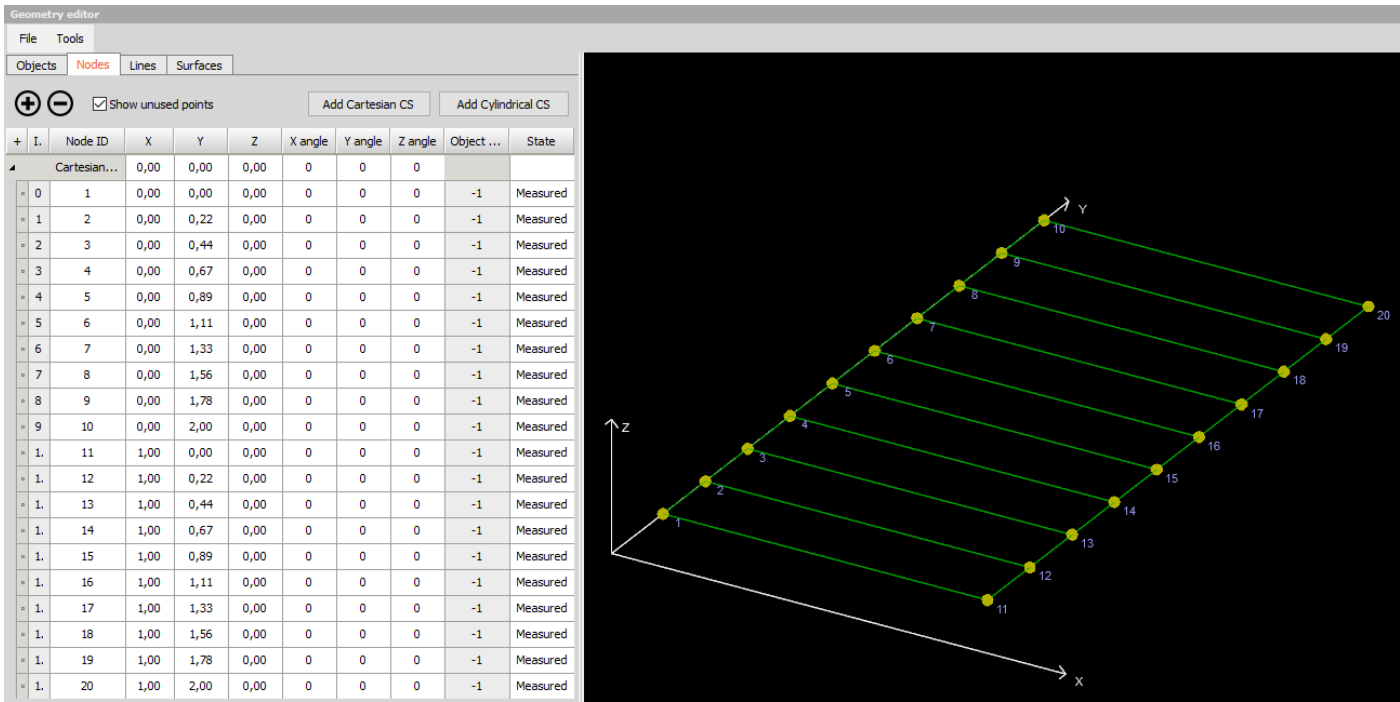 Geometry editor
File Tools
Objects Nodes Lines Surfaces
Show unused points Add Cartesian CS Add Cylindrical CS
+ I. Node ID X Y Z X angle Y angle Z angle Object ... State
Cartesian... 0,00 0,00 0,00 0 0 0
0 1 0,00 0,00 0,00 0 0 0 -1 Measured
1 2 0,00 0,22 0,00 0 0 0 -1 Measured
2 3 0,00 0,44 0,00 0 0 0 -1 Measured
3 4 0,00 0,67 0,00 0 0 0 -1 Measured
4 5 0,00 0,89 0,00 0 0 0 -1 Measured
5 6 0,00 1,11 0,00 0 0 0 -1 Measured
6 7 0,00 1,33 0,00 0 0 0 -1 Measured
7 8 0,00 1,56 0,00 0 0 0 -1 Measured
8 9 0,00 1,78 0,00 0 0 0 -1 Measured
9 10 0,00 2,00 0,00 0 0 0 -1 Measured
1. 11 1,00 0,00 0,00 0 0 0 -1 Measured
1. 12 1,00 0,22 0,00 0 0 0 -1 Measured
1. 13 1,00 0,44 0,00 0 0 0 -1 Measured
1. 14 1,00 0,67 0,00 0 0 0 -1 Measured
1. 15 1,00 0,89 0,00 0 0 0 -1 Measured
1. 16 1,00 1,11 0,00 0 0 0 -1 Measured
1. 17 1,00 1,33 0,00 0 0 0 -1 Measured
1. 18 1,00 1,56 0,00 0 0 0 -1 Measured
1. 19 1,00 1,78 0,00 0 0 0 -1 Measured
1. 20 1,00 2,00 0,00 0 0 0 -1 Measured
Y
10
9
8
20
7
19
6
18
5
17
4
Z
16
3
15
2
14
1
13
12
11
X